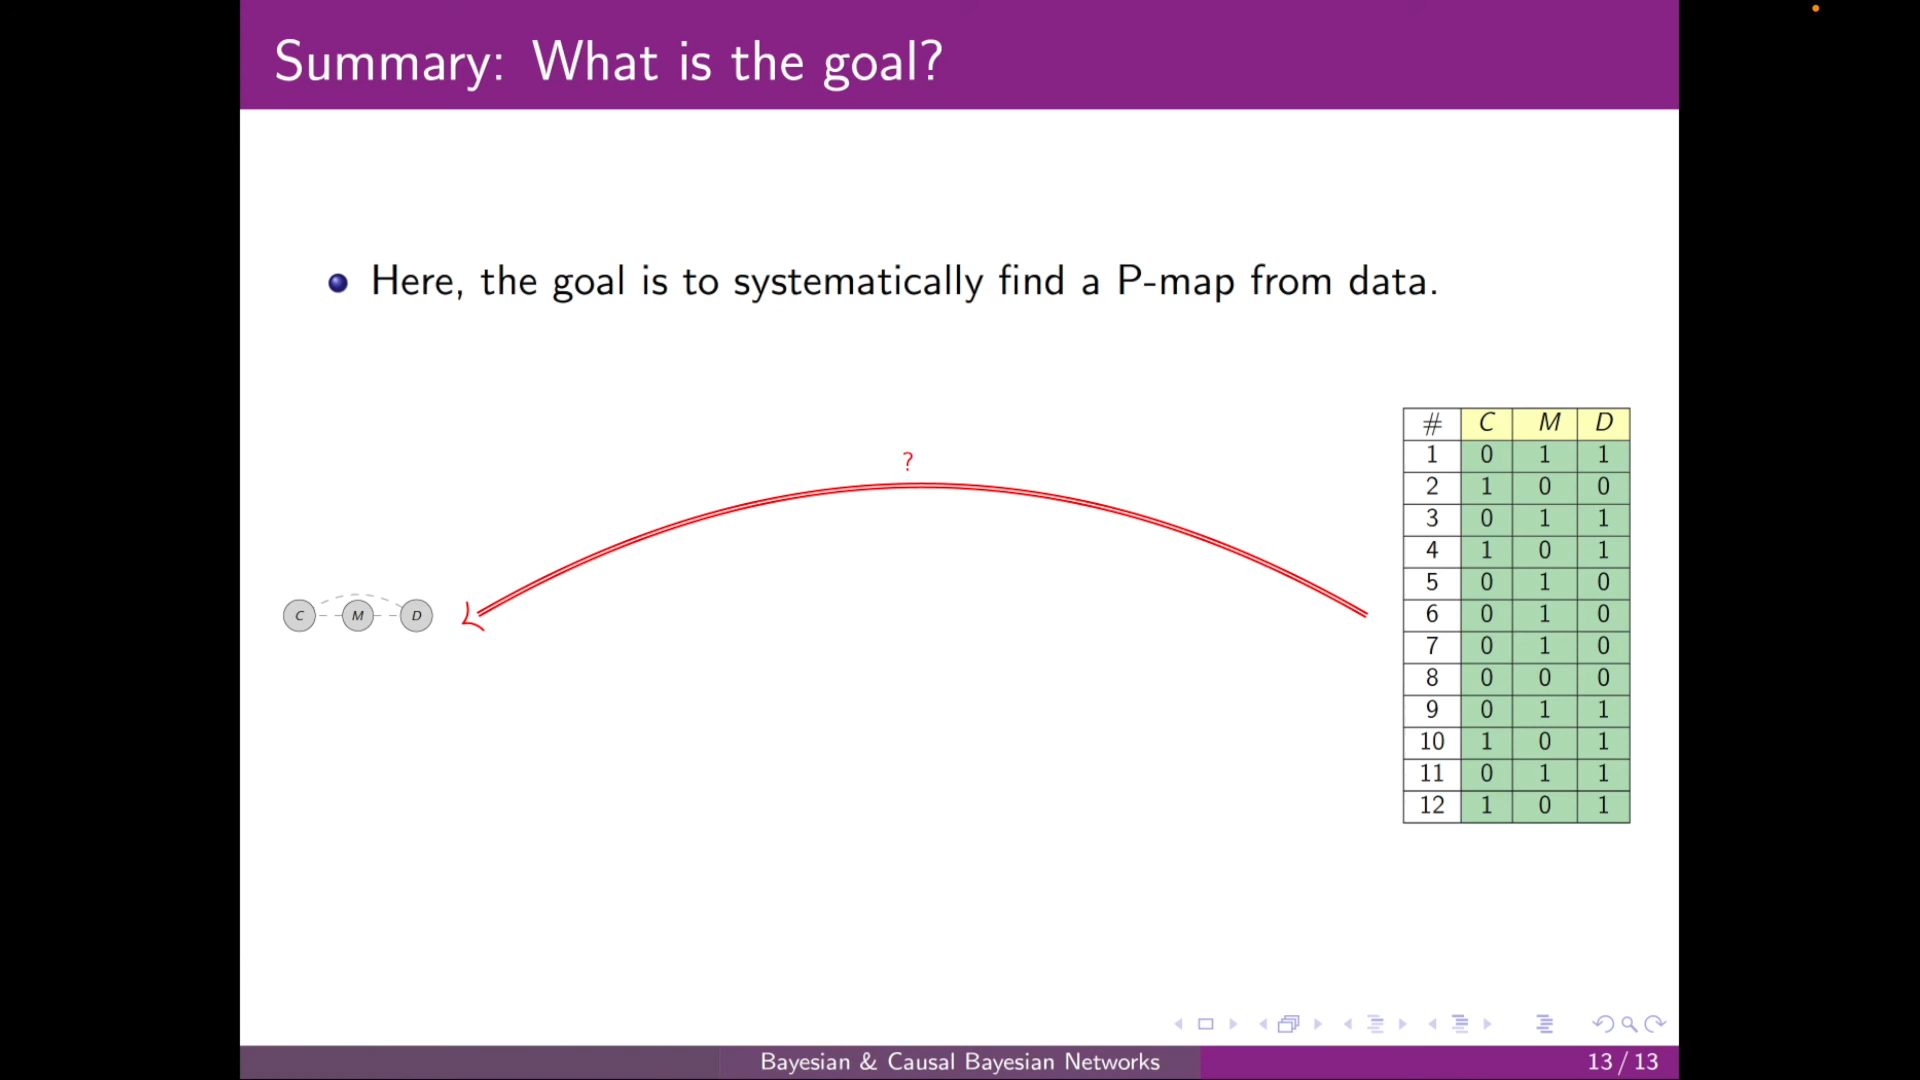 Summary: What is the goal?
Here, the goal is to systematically find a P-map from data.
?
C M D
# C M D
1 0 1 1
2 1 0 0
3 0 1 1
4 1 0 1
5 0 1 0
6 0 1 0
7 0 1 0
8 0 0 0
9 0 1 1
10 1 0 1
11 0 1 1
12 1 0 1
Bayesian & Causal Bayesian Networks
13 / 13